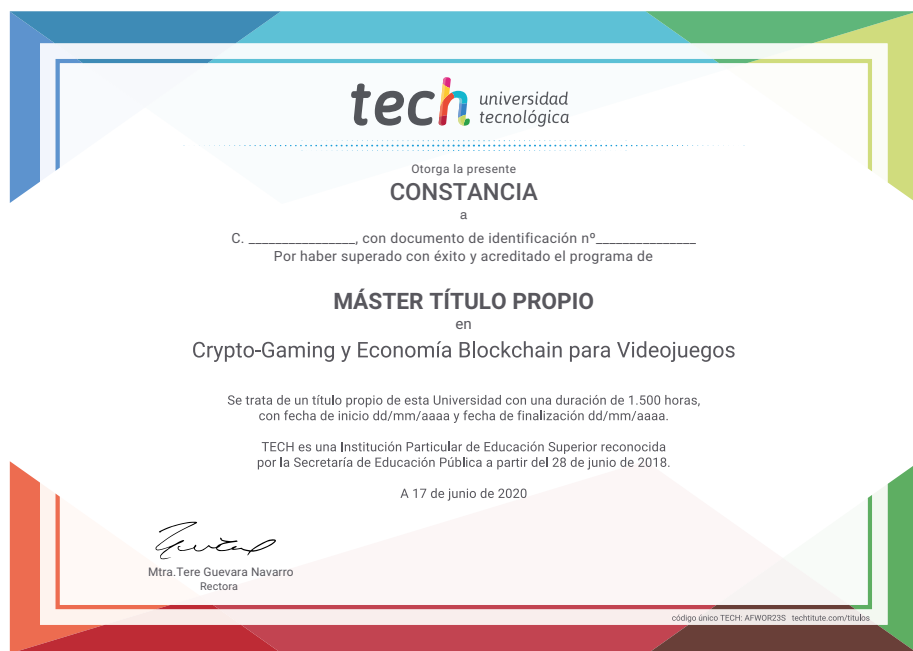 tech universidad
tecnológica
Otorga la presente
CONSTANCIA
a
C. ________________, con documento de identificación nº_______________
Por haber superado con éxito y acreditado el programa de
MÁSTER TÍTULO PROPIO
en
Crypto-Gaming y Economía Blockchain para Videojuegos
Se trata de un título propio de esta Universidad con una duración de 1.500 horas,
con fecha de inicio dd/mm/aaaa y fecha de finalización dd/mm/aaaa.
TECH es una Institución Particular de Educación Superior reconocida
por la Secretaría de Educación Pública a partir del 28 de junio de 2018.
A 17 de junio de 2020
Mtra.Tere Guevara Navarro
Rectora
código único TECH: AFWOR23S techtitute.com/titulos